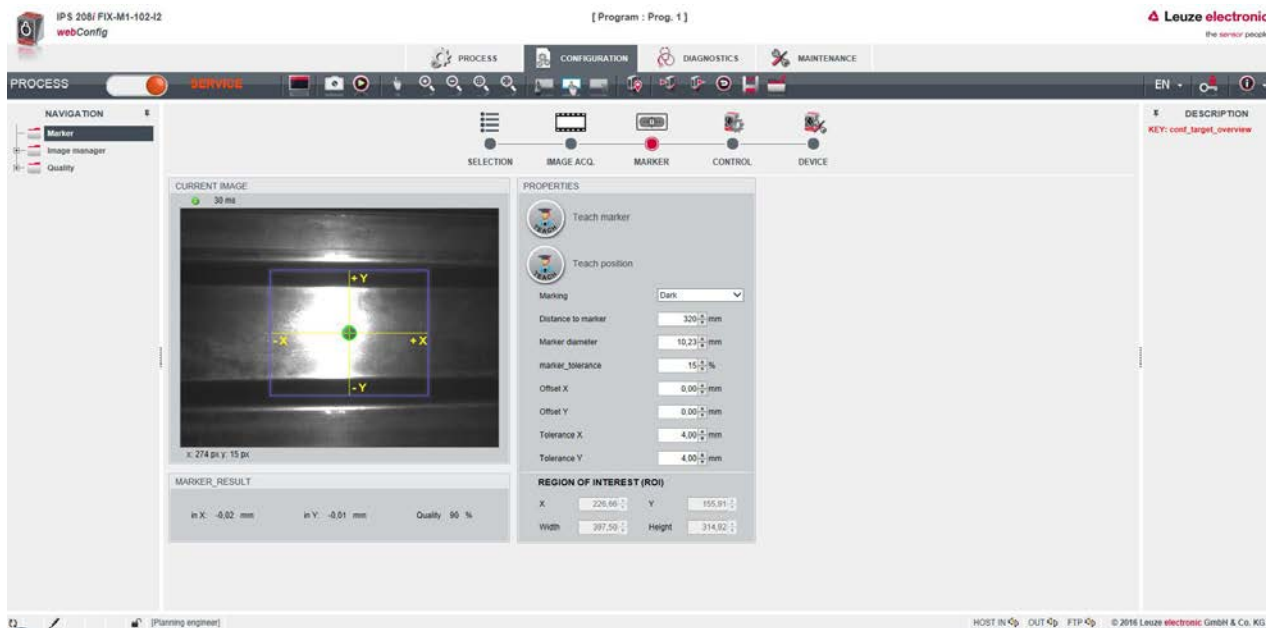 IPS 208i FIX-M1-102-I2
webConfig
[ Program : Prog. 1 ]
Leuze electronic
the sensor people
PROCESS
CONFIGURATION
DIAGNOSTICS
MAINTENANCE
PROCESS
SERVICE
EN
NAVIGATION
Marker
Image manager
Quality
SELECTION
IMAGE ACQ.
MARKER
CONTROL
DEVICE
DESCRIPTION
KEY: conf_target_overview
CURRENT IMAGE
30 ms
+Y
-X
+X
-Y
x: 274 px y: 15 px
MARKER_RESULT
in X: -0,02 mm in Y: -0,01 mm Quality 90 %
PROPERTIES
TEACH
Teach marker
TEACH
Teach position
Marking Dark
Distance to marker 320 mm
Marker diameter 10,23 mm
marker_tolerance 15 %
Offset X 0,00 mm
Offset Y 0,00 mm
Tolerance X 4,00 mm
Tolerance Y 4,00 mm
REGION OF INTEREST (ROI)
X 226,66 Y 155,91
Width 397,50 Height 314,92
[Planning engineer]
HOST IN OUT FTP © 2016 Leuze electronic GmbH & Co. KG